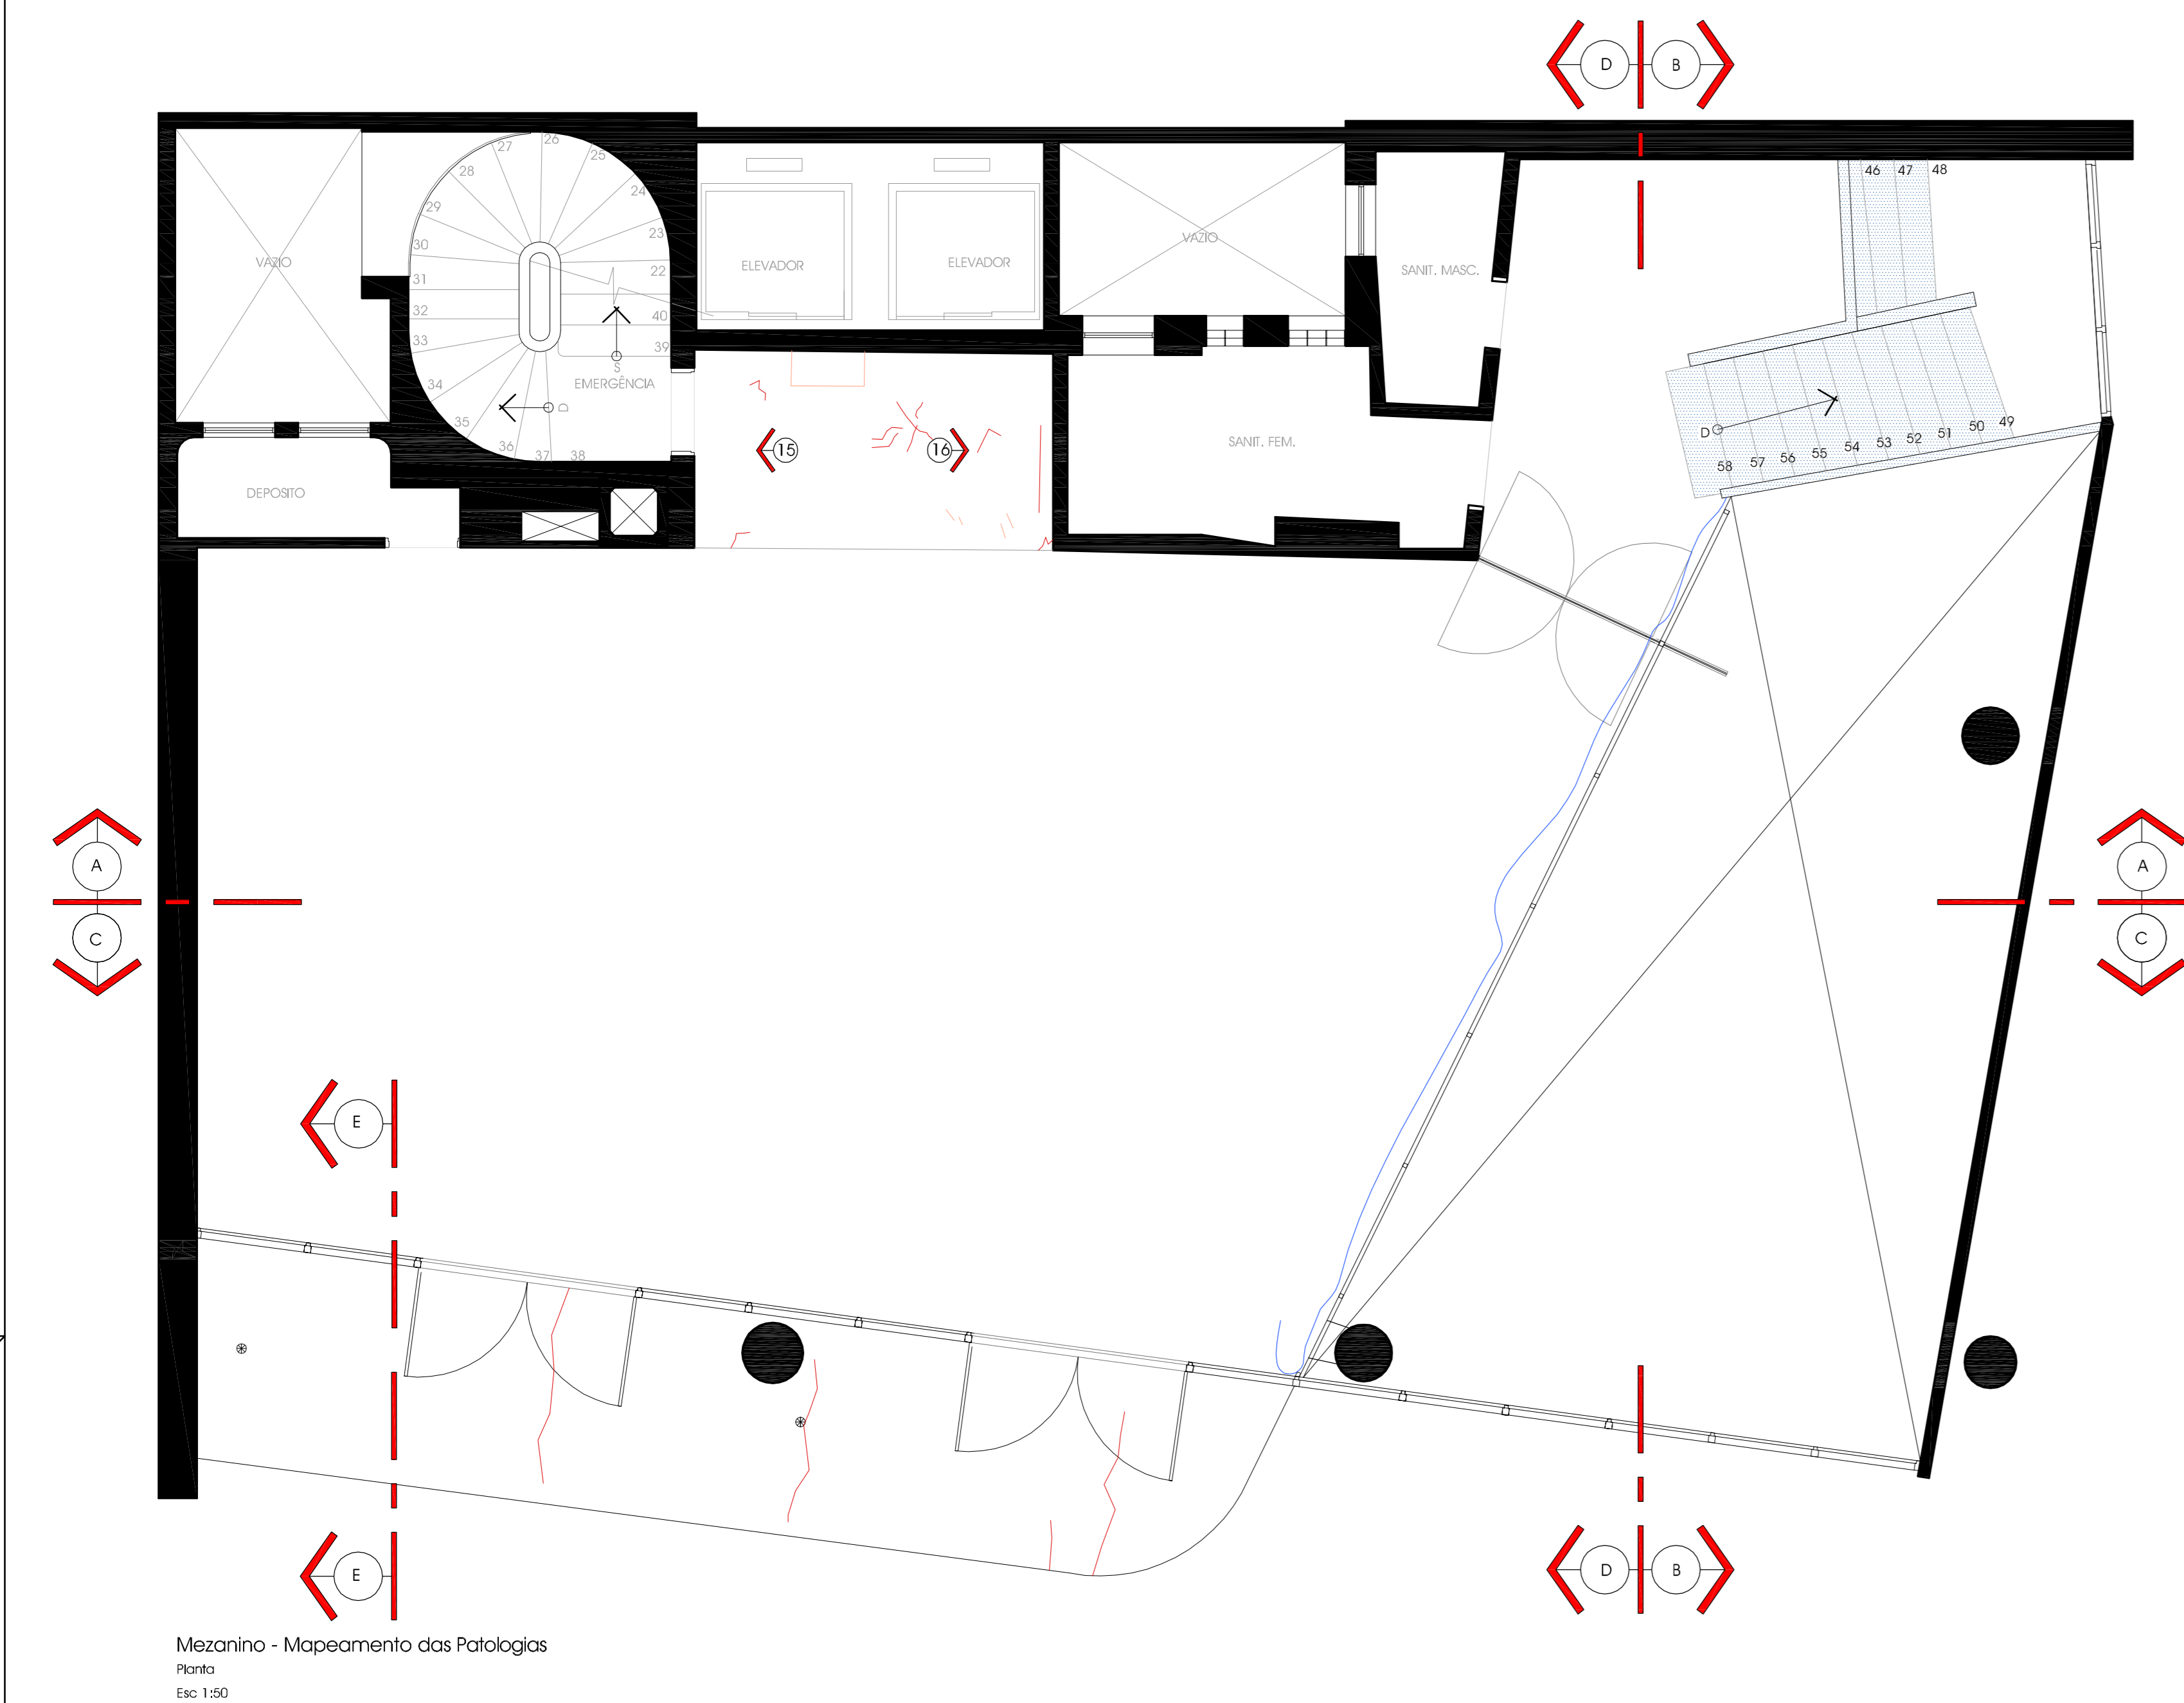 D B
27 26 25
28 24
29 23
30 22
31
32 40
33 39
34
35
36 37 38
S
EMERGÊNCIA
D
VAZIO
ELEVADOR
ELEVADOR
VAZIO
SANIT. MASC.
46 47 48
SANIT. FEM.
DEPOSITO
15
16
D
58 57 56 55 54 53 52 51 50 49
A
C
A
C
E
E
D B
Mezanino - Mapeamento das Patologias
Planta
Esc 1:50